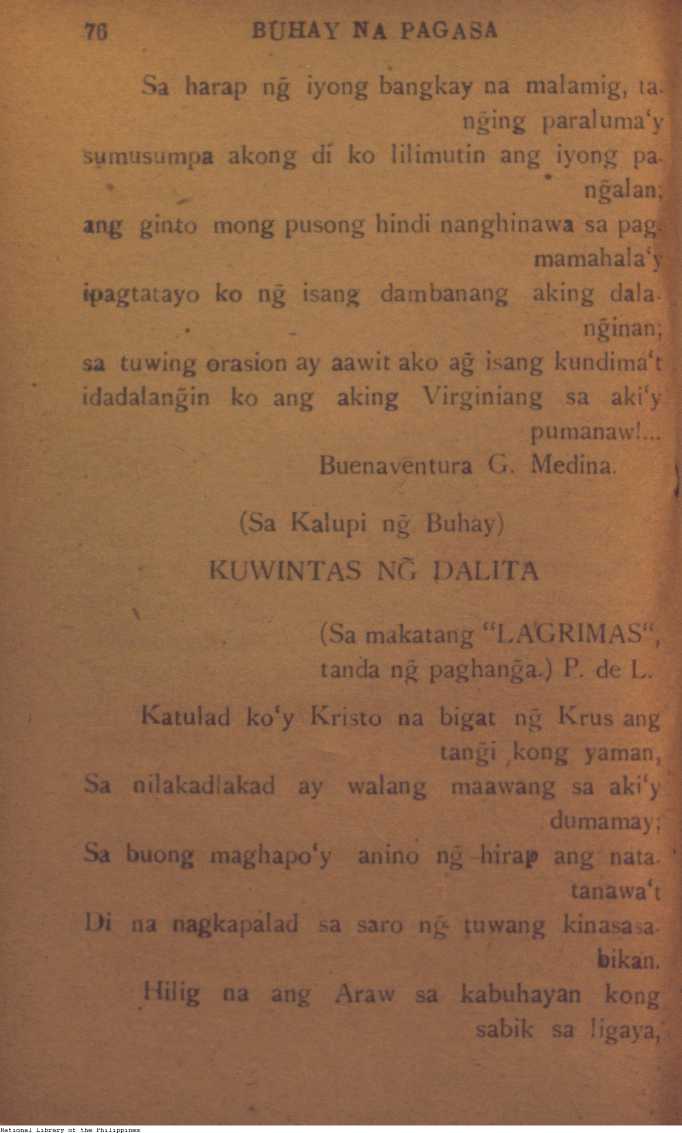 76 BUHAY NA PAGASA
Sa harap ng̃ iyong bangkay na malamig, ta-
ng̃ing paraluma‘y
sumusumpa akong di ko lilimutin ang iyong pa-
ng̃alan;
ang ginto mong pusong hindi nanghinawa sa pag-
mamahala‘y
ipagtatayo ko ng̃ isang dambanang aking dala-
ng̃inan;
sa tuwing orasion ay aawit ako ag̃ isang kundima‘t
idadalang̃in ko ang aking Virginiang sa aki‘y
pumanaw!...
Buenaventura G. Medina.
(Sa Kalupi ng̃ Buhay)
KUWINTAS NG̃ DALITA
(Sa makatang “LAGRIMAS“,
tanda ng̃ paghang̃a.) P. de L.
Katulad ko‘y Kristo na bigat ng̃ Krus ang
tang̃i kong yaman,
Sa nilakadlakad ay walang maawang sa aki‘y
dumamay;
Sa buong maghapo‘y anino ng̃ hirap ang nata-
tanawa‘t
Di na nagkapalad sa saro ng̃ tuwang kinasasa-
bikan.
Hilig na ang Araw sa kabuhayan kong
sabik sa ligaya,
National Library of the Philippines